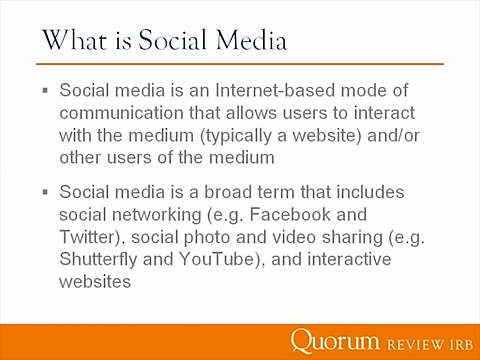 What is Social Media
▪ Social media is an Internet-based mode of
communication that allows users to interact
with the medium (typically a website) and/or
other users of the medium
▪ Social media is a broad term that includes
social networking (e.g. Facebook and
Twitter), social photo and video sharing (e.g.
Shutterfly and YouTube), and interactive
websites
Quorum REVIEW IRB